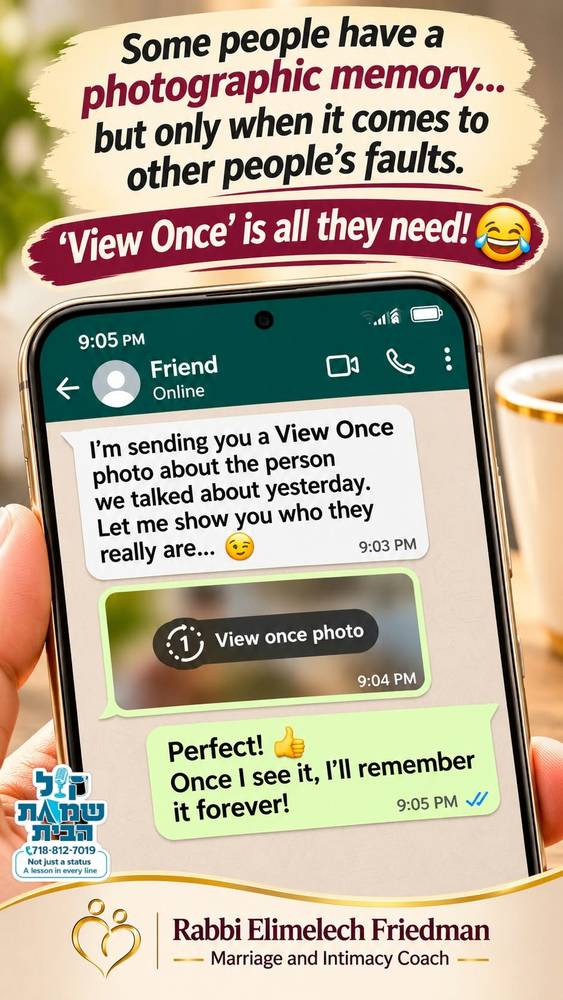 Some people have a
photographic memory...
but only when it comes to
other people's faults.
'View Once' is all they need! 😂
9:05 PM
Friend
Online
I'm sending you a View Once
photo about the person
we talked about yesterday.
Let me show you who they
really are... 😉
9:03 PM
1 View once photo
9:04 PM
Perfect! 👍
Once I see it, I'll remember
it forever!
9:05 PM
קול
שמחת
הבית
718-812-7019
Not just a status
A lesson in every line
Rabbi Elimelech Friedman
Marriage and Intimacy Coach